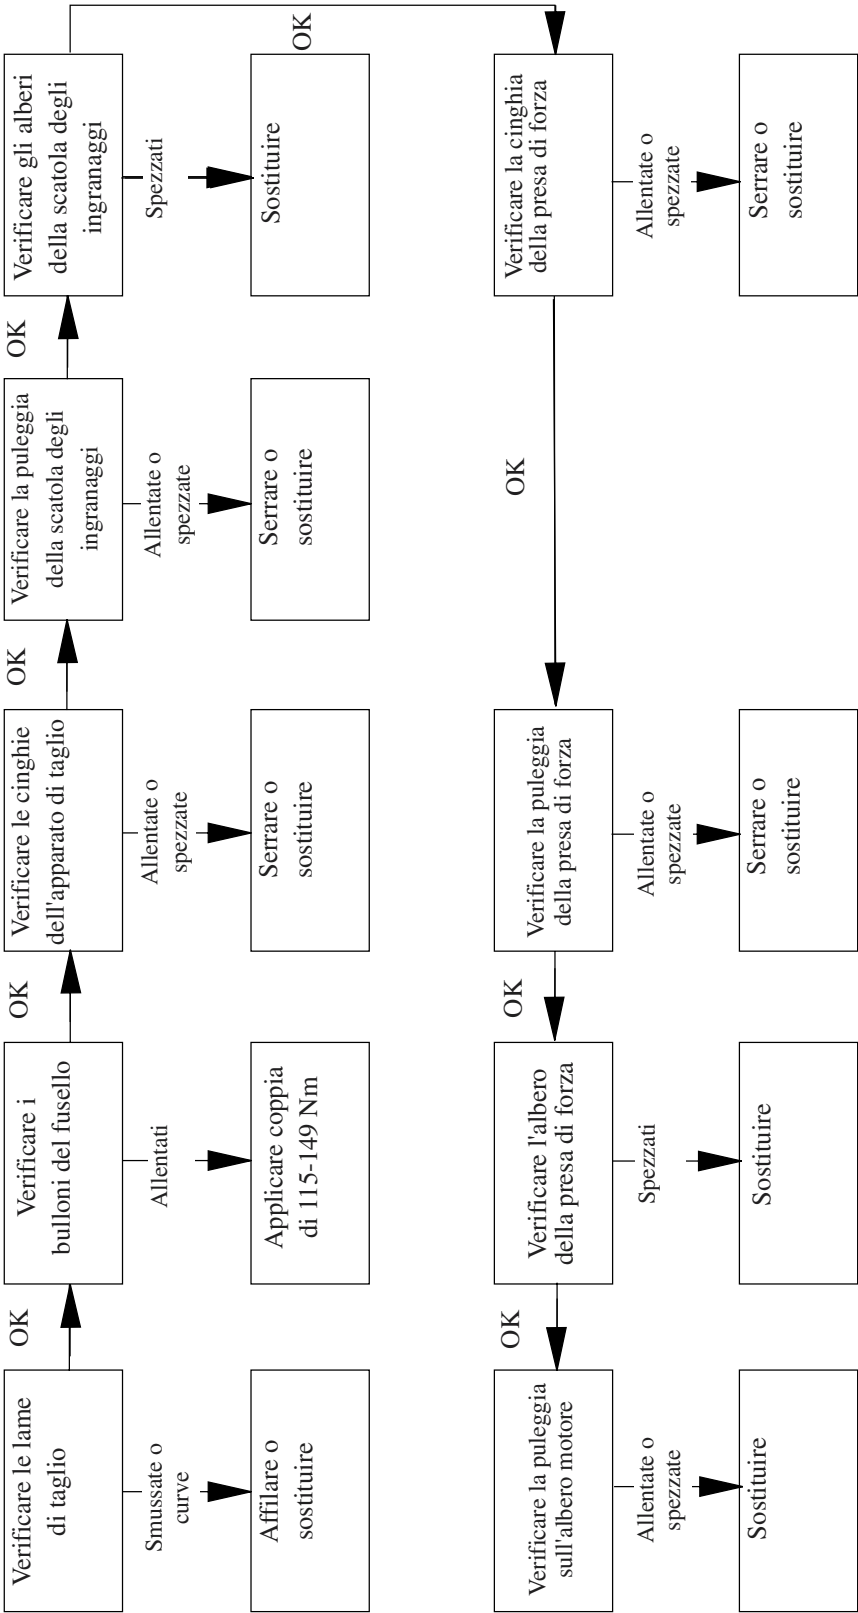 Verificare le lame
di taglio
OK
Verificare i
bulloni del fusello
OK
Verificare le cinghie
dell'apparato di taglio
OK
Verificare la puleggia
della scatola degli
ingranaggi
OK
Verificare gli alberi
della scatola degli
ingranaggi
OK
Smussate o
curve
Allentati
Allentate o
spezzate
Allentate o
spezzate
Spezzati
Affilare o
sostituire
Applicare coppia
di 115-149 Nm
Serrare o
sostituire
Serrare o
sostituire
Sostituire
Verificare la puleggia
sull'albero motore
OK
Verificare l'albero
della presa di forza
OK
Verificare la puleggia
della presa di forza
OK
Verificare la cinghia
della presa di forza
Allentate o
spezzate
Spezzati
Allentate o
spezzate
Allentate o
spezzate
Sostituire
Sostituire
Serrare o
sostituire
Serrare o
sostituire